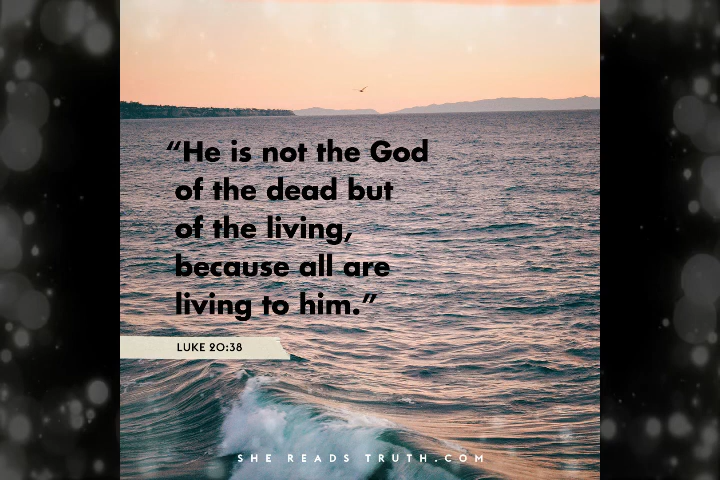 “He is not the God
of the dead but
of the living,
because all are
living to him.”
LUKE 20:38
SHE READS TRUTH.COM